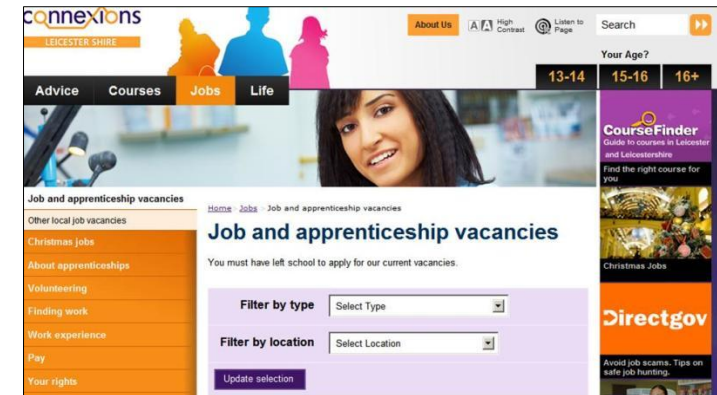 connexions
LEICESTER SHIRE
About Us
A A High Contrast
Listen to Page
Search
Your Age?
13-14 15-16 16+
Advice Courses Jobs Life
CourseFinder
Guide to courses in Leicester
and Leicestershire
Find the right course for
you
Job and apprenticeship vacancies
Other local job vacancies
Christmas jobs
About apprenticeships
Volunteering
Finding work
Work experience
Pay
Your rights
Home > Jobs > Job and apprenticeship vacancies
Job and apprenticeship vacancies
You must have left school to apply for our current vacancies.
Filter by type Select Type
Filter by location Select Location
Update selection
Christmas Jobs
Directgov
Avoid job scams. Tips on
safe job hunting.